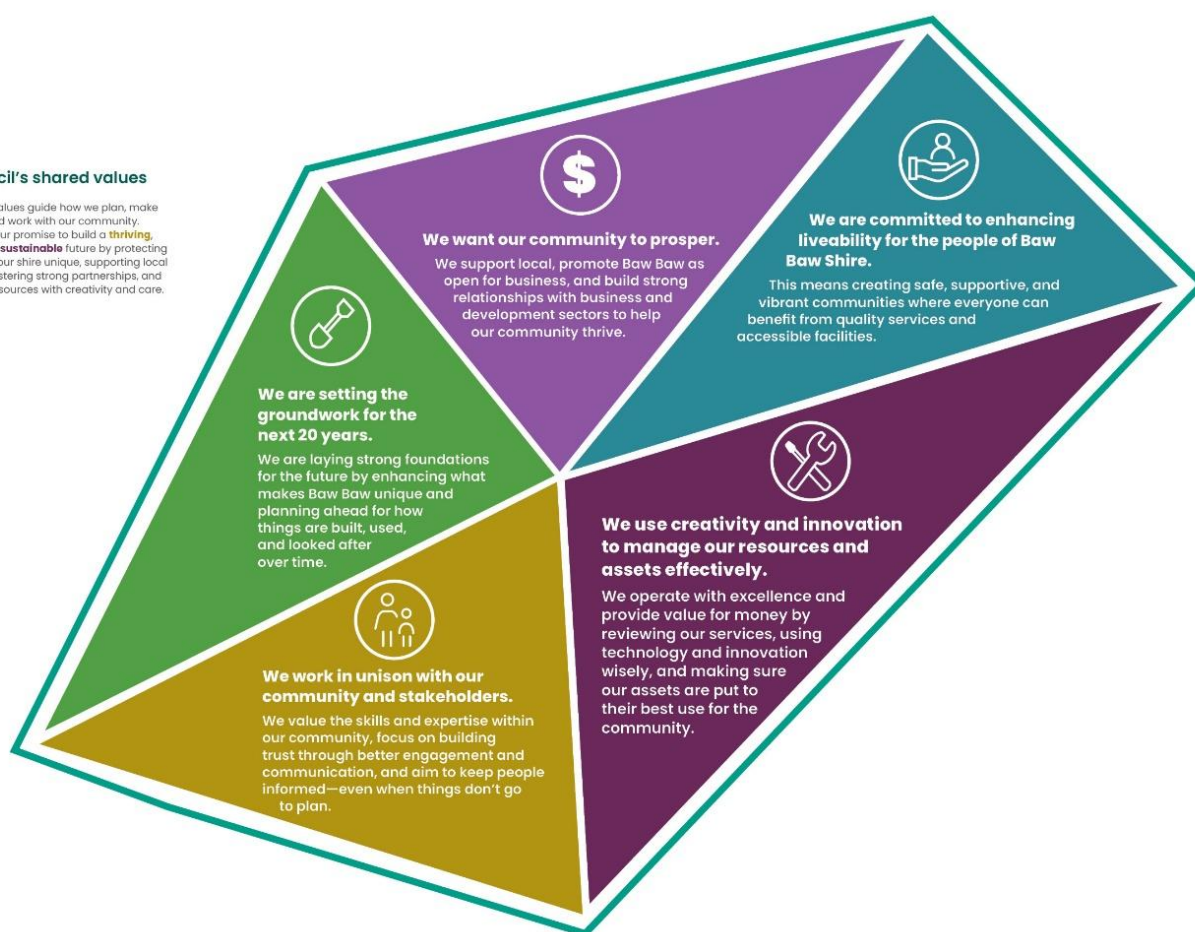 cil's shared values
alues guide how we plan, make
d work with our community.
ur promise to build a thriving,
sustainable future by protecting
our shire unique, supporting local
stering strong partnerships, and
sources with creativity and care.
$
We want our community to prosper.
We support local, promote Baw Baw as
open for business, and build strong
relationships with business and
development sectors to help
our community thrive.
We are committed to enhancing
liveability for the people of Baw
Baw Shire.
This means creating safe, supportive, and
vibrant communities where everyone can
benefit from quality services and
accessible facilities.
We are setting the
groundwork for the
next 20 years.
We are laying strong foundations
for the future by enhancing what
makes Baw Baw unique and
planning ahead for how
things are built, used,
and looked after
over time.
We use creativity and innovation
to manage our resources and
assets effectively.
We operate with excellence and
provide value for money by
reviewing our services, using
technology and innovation
wisely, and making sure
our assets are put to
their best use for the
community.
We work in unison with our
community and stakeholders.
We value the skills and expertise within
our community, focus on building
trust through better engagement and
communication, and aim to keep people
informed—even when things don't go
to plan.